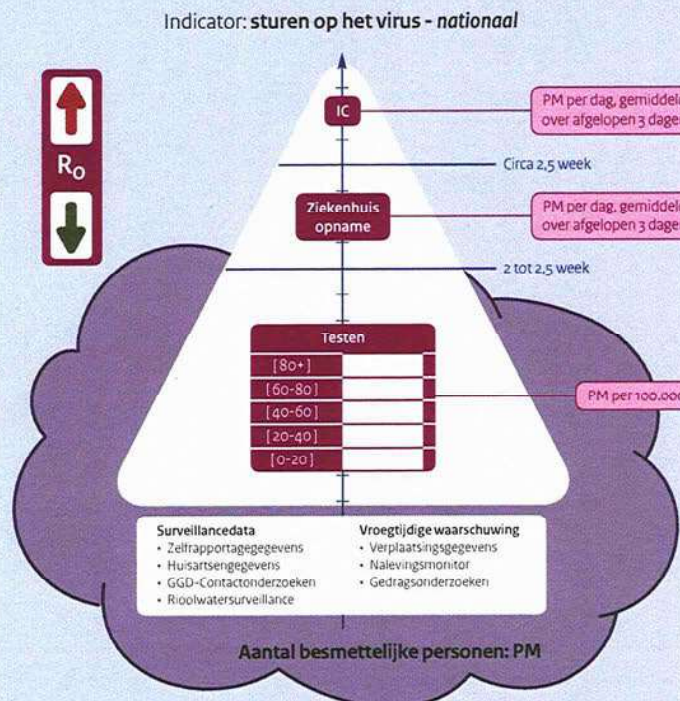 Indicator: sturen op het virus - nationaal
R0
IC
PM per dag, gemiddeld
over afgelopen 3 dagen
Circa 2,5 week
Ziekenhuis
opname
PM per dag, gemiddeld
over afgelopen 3 dagen
2 tot 2,5 week
Testen
[80+]
[60-80]
[40-60]
[20-40]
[0-20]
PM per 100.000
Surveillancedata
• Zelfrapportagegegevens
• Huisartsengegevens
• GGD-Contactonderzoeken
• Rioolwatersurveillance
Vroegtijdige waarschuwing
• Verplaatsingsgegevens
• Nalevingsmonitor
• Gedragsonderzoeken
Aantal besmettelijke personen: PM